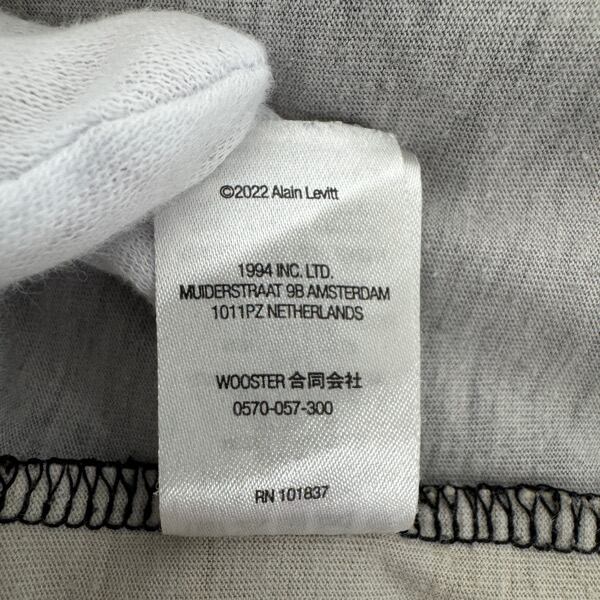 ©2022 Alain Levitt
1994 INC. LTD.
MUIDERSTRAAT 9B AMSTERDAM
1011PZ NETHERLANDS
WOOSTER 合同会社
0570-057-300
RN 101837